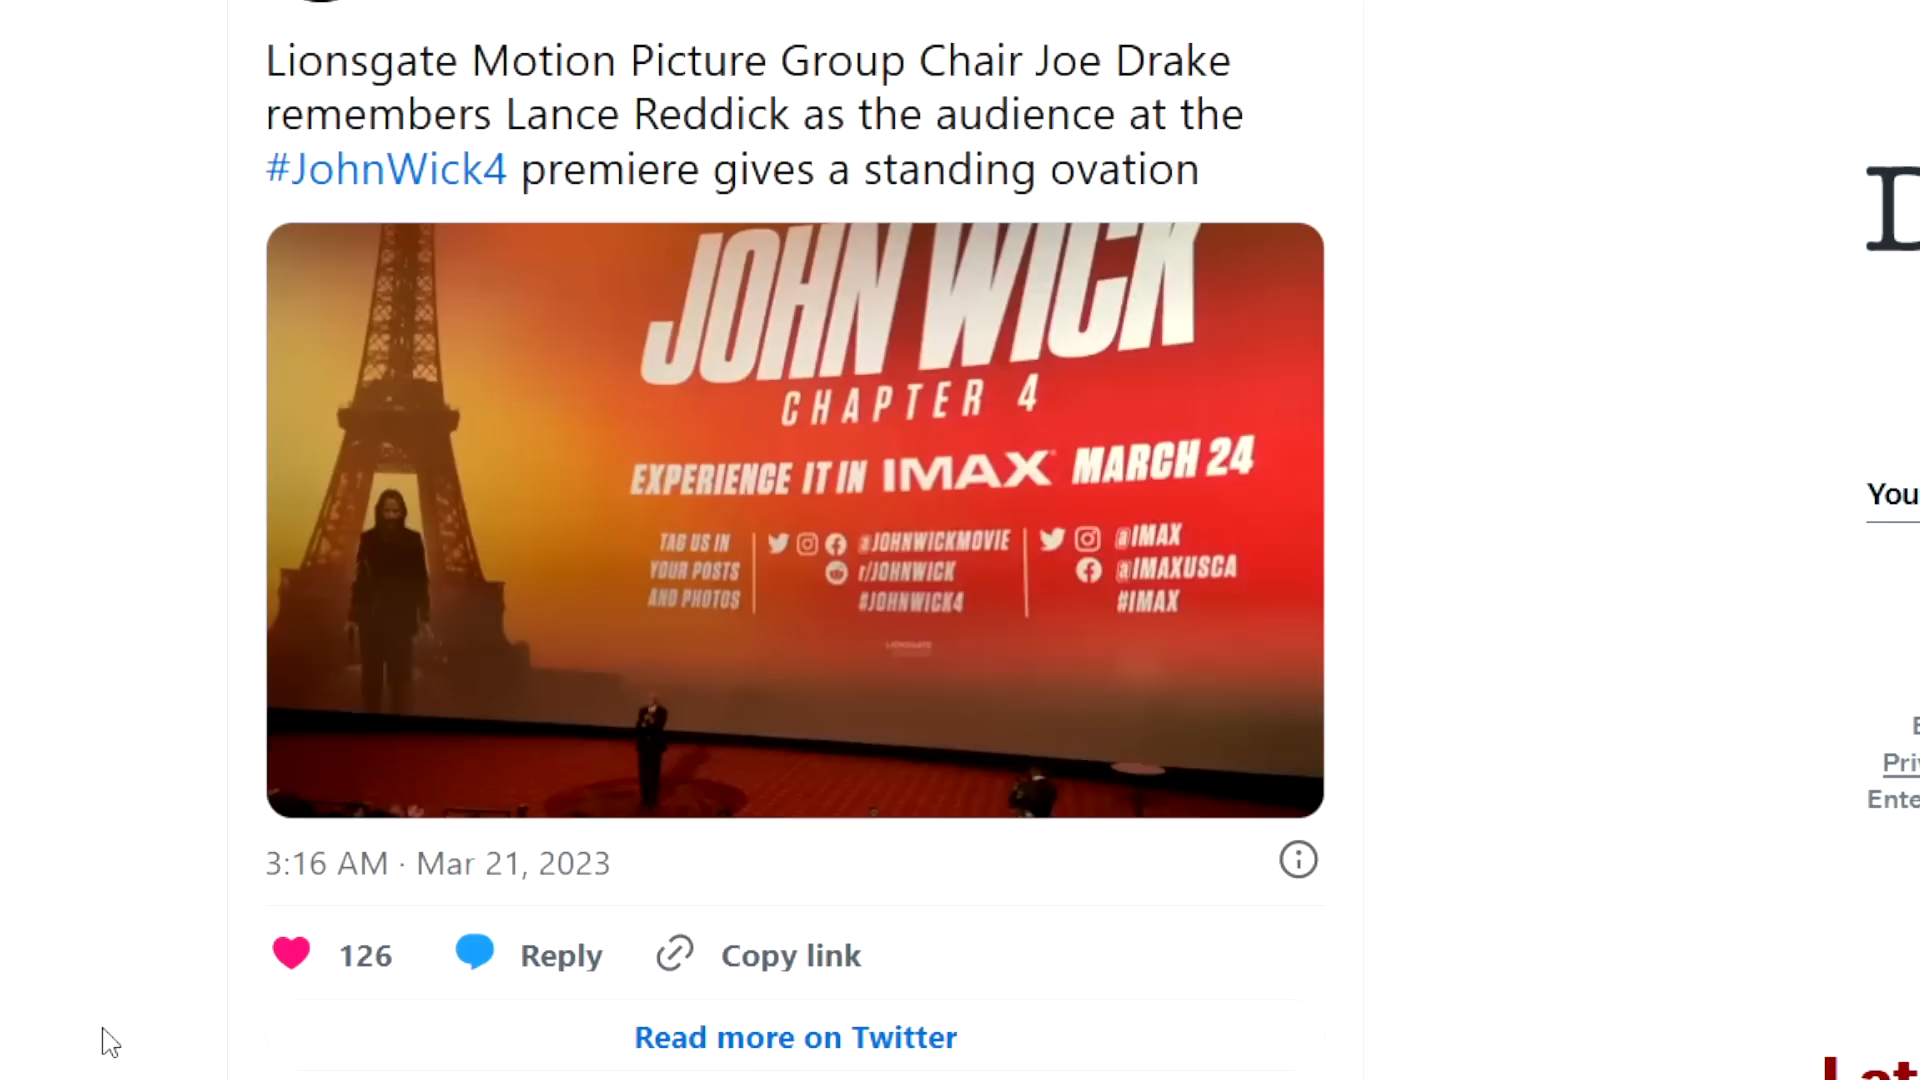 Lionsgate Motion Picture Group Chair Joe Drake
remembers Lance Reddick as the audience at the
#JohnWick4 premiere gives a standing ovation
JOHN WICK
CHAPTER 4
EXPERIENCE IT IN IMAX MARCH 24
TAG US IN
YOUR POSTS
AND PHOTOS
@JOHNWICKMOVIE
r/JOHNWICK
#JOHNWICK4
@IMAX
@IMAXUSCA
#IMAX
LIONSGATE
3:16 AM · Mar 21, 2023
126 Reply Copy link
Read more on Twitter
D
You
E
Pri
Ente